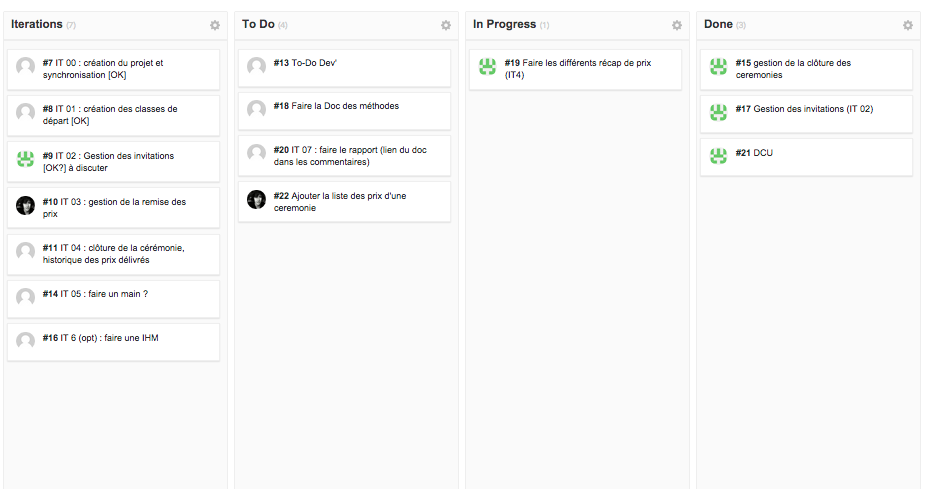 Iterations (7)
#7 IT 00 : création du projet et
synchronisation [OK]
#8 IT 01 : création des classes de
départ [OK]
#9 IT 02 : Gestion des invitations
[OK?] à discuter
#10 IT 03 : gestion de la remise des
prix
#11 IT 04 : clôture de la cérémonie,
historique des prix délivrés
#14 IT 05 : faire un main ?
#16 IT 6 (opt) : faire une IHM
To Do (4)
#13 To-Do Dev'
#18 Faire la Doc des méthodes
#20 IT 07 : faire le rapport (lien du doc
dans les commentaires)
#22 Ajouter la liste des prix d'une
ceremonie
In Progress (1)
#19 Faire les différents récap de prix
(IT4)
Done (3)
#15 gestion de la clôture des
ceremonies
#17 Gestion des invitations (IT 02)
#21 DCU